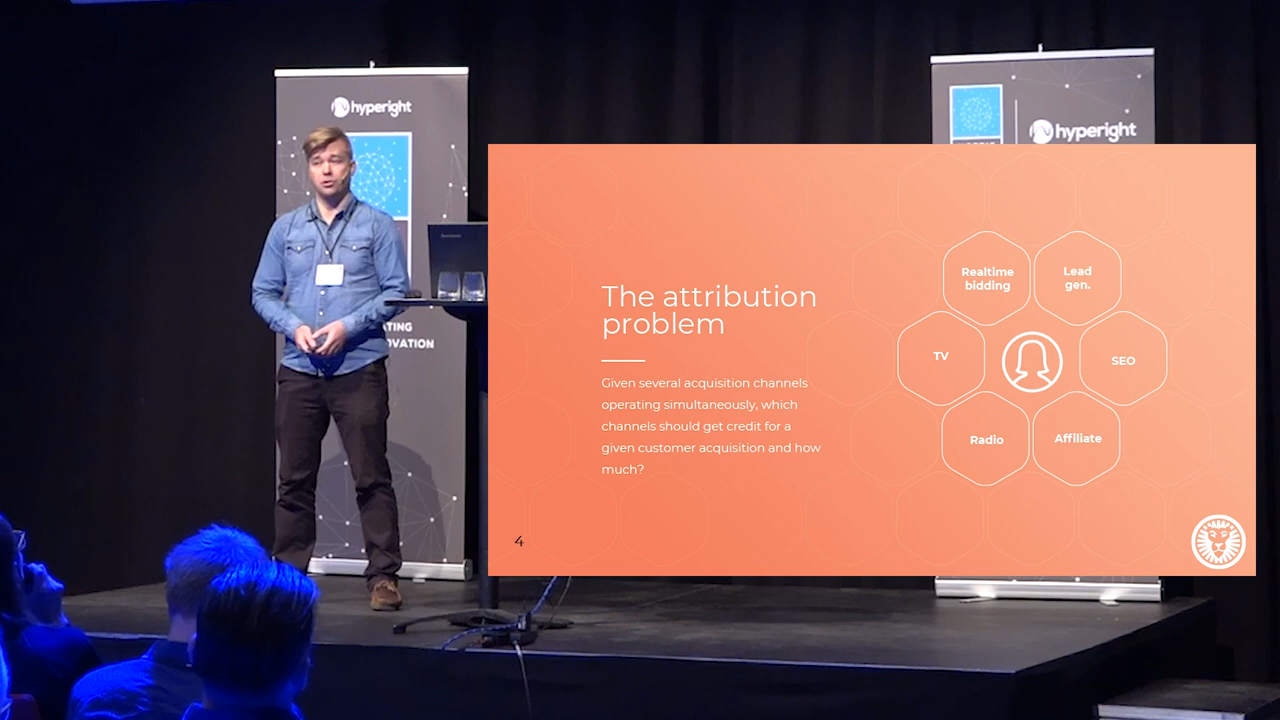 hyperight
hyperight
ATING
OVATION
The attribution
problem
Given several acquisition channels
operating simultaneously, which
channels should get credit for a
given customer acquisition and how
much?
Realtime
bidding
Lead
gen.
TV
SEO
Radio
Affiliate
4